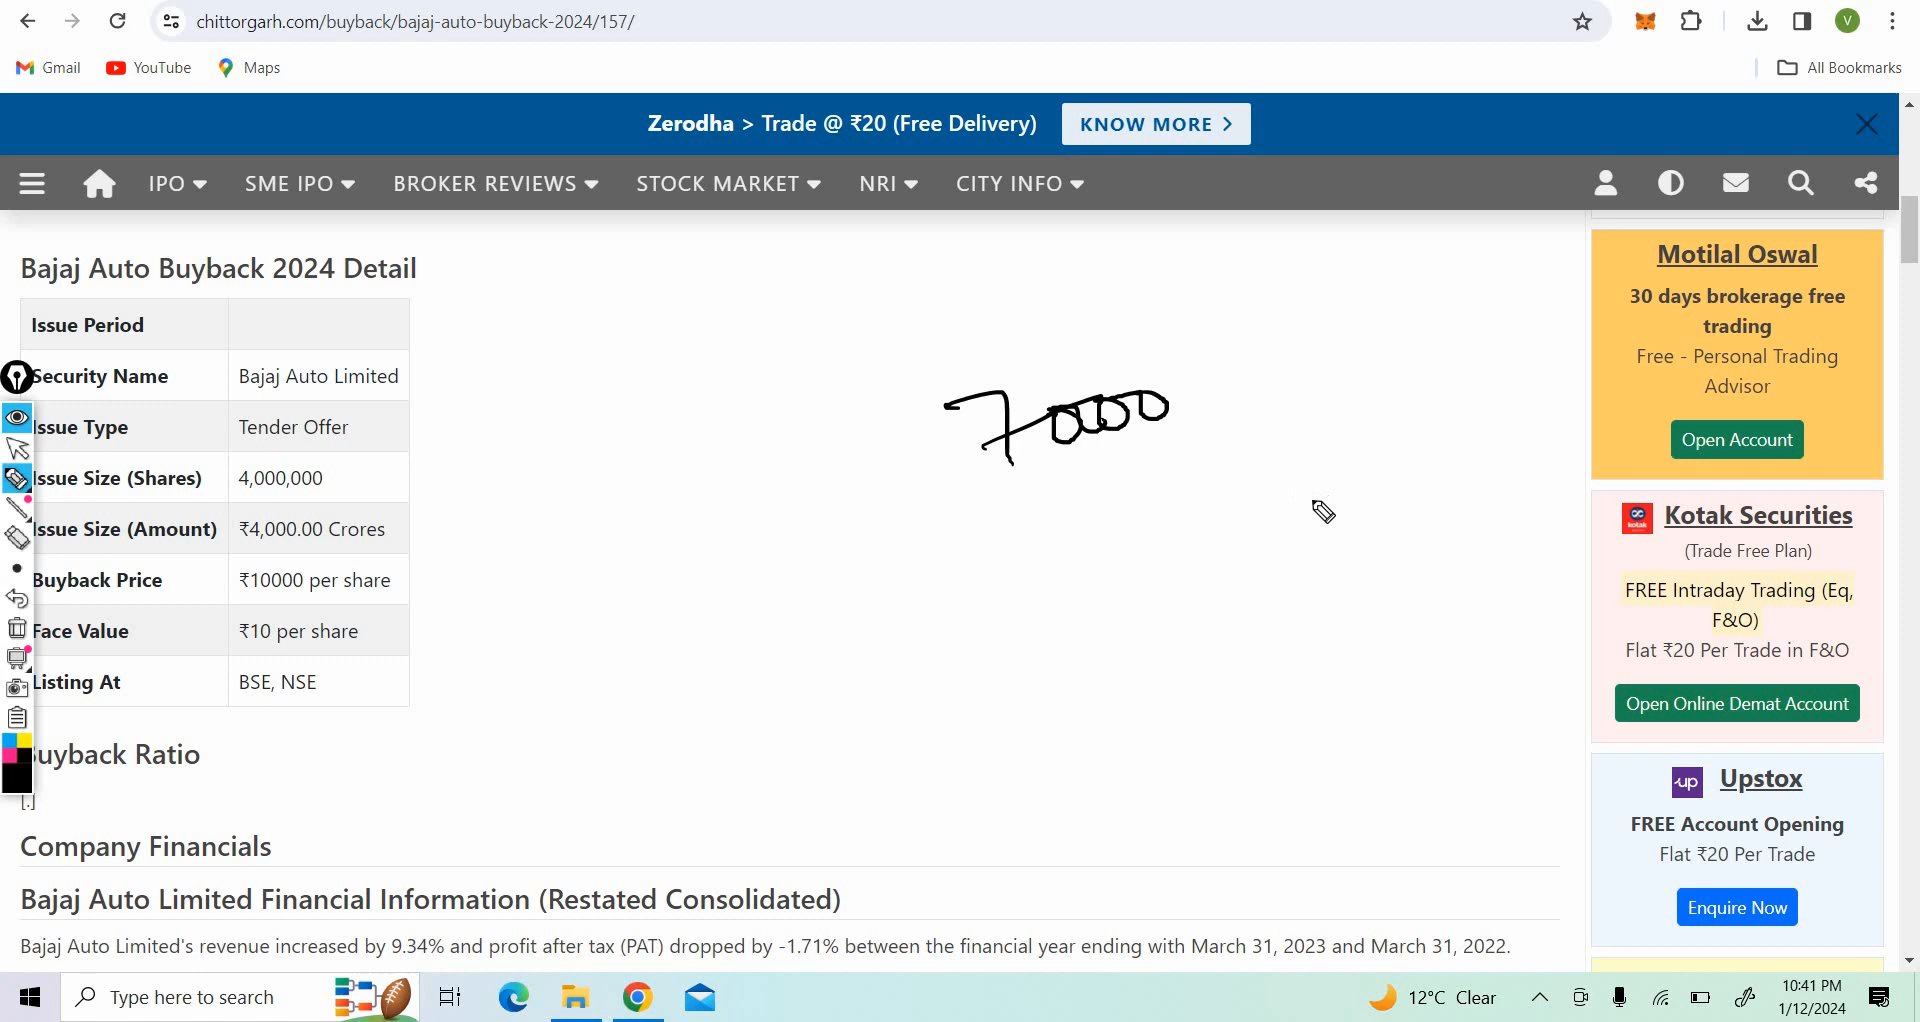 chittorgarh.com/buyback/bajaj-auto-buyback-2024/157/
V
Gmail YouTube Maps All Bookmarks
Zerodha > Trade @ ₹20 (Free Delivery) KNOW MORE >
IPO SME IPO BROKER REVIEWS STOCK MARKET NRI CITY INFO
Bajaj Auto Buyback 2024 Detail
Issue Period
Security Name Bajaj Auto Limited
Issue Type Tender Offer
Issue Size (Shares) 4,000,000
Issue Size (Amount) ₹4,000.00 Crores
Buyback Price ₹10000 per share
Face Value ₹10 per share
Listing At BSE, NSE
7000
Buyback Ratio
[.]
Company Financials
Bajaj Auto Limited Financial Information (Restated Consolidated)
Bajaj Auto Limited's revenue increased by 9.34% and profit after tax (PAT) dropped by -1.71% between the financial year ending with March 31, 2023 and March 31, 2022.
Motilal Oswal
30 days brokerage free
trading
Free - Personal Trading
Advisor
Open Account
kotak
Kotak Securities
(Trade Free Plan)
FREE Intraday Trading (Eq,
F&O)
Flat ₹20 Per Trade in F&O
Open Online Demat Account
up
Upstox
FREE Account Opening
Flat ₹20 Per Trade
Enquire Now
Type here to search
12°C Clear
10:41 PM
1/12/2024